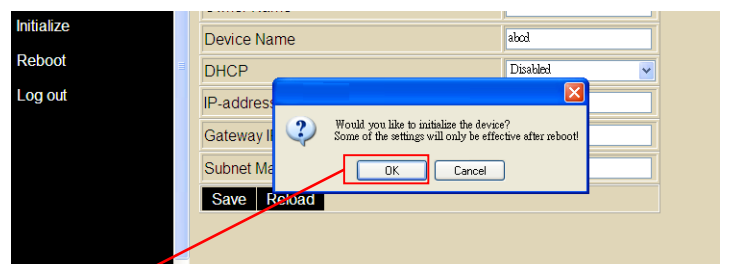 Initialize
Reboot
Log out
Device Name
abcd
DHCP
Disabled
IP-address
Would you like to initialize the device?
Some of the settings will only be effective after reboot!
Gateway
Subnet
OK
Cancel
Save
Reload